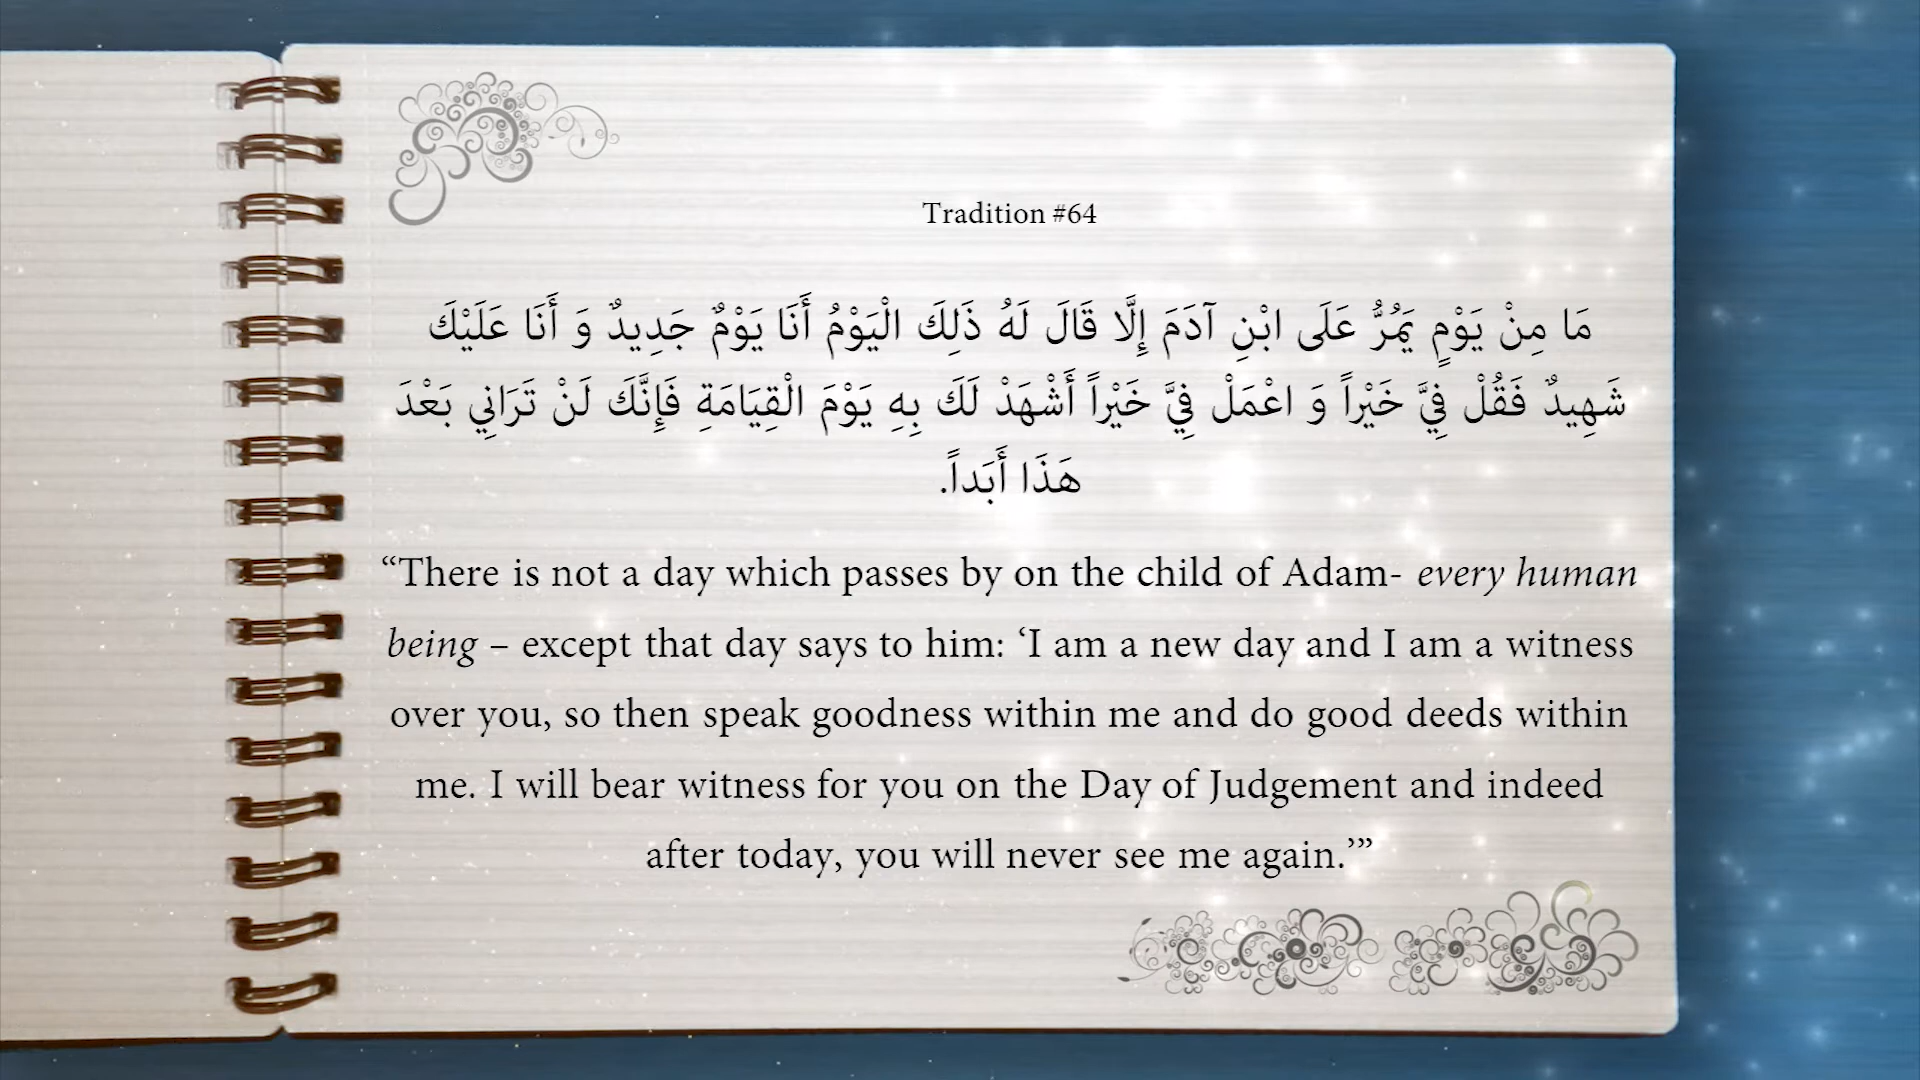 Tradition #64
مَا مِنْ يَوْمٍ يَمُرُّ عَلَى ابْنِ آدَمَ إِلَّا قَالَ لَهُ ذَلِكَ الْيَوْمُ أَنَا يَوْمٌ جَدِيدٌ وَ أَنَا عَلَيْكَ
شَهِيدٌ فَقُلْ فِيَّ خَيْراً وَ اعْمَلْ فِيَّ خَيْراً أَشْهَدْ لَكَ بِهِ يَوْمَ الْقِيَامَةِ فَإِنَّكَ لَنْ تَرَانِي بَعْدَ
هَذَا أَبَداً.
“There is not a day which passes by on the child of Adam- every human
being – except that day says to him: ‘I am a new day and I am a witness
over you, so then speak goodness within me and do good deeds within
me. I will bear witness for you on the Day of Judgement and indeed
after today, you will never see me again.’”